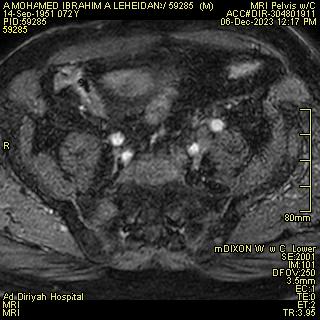 A MOHAMED IBRAHIM A LEHEIDAN:/ 59285 (M)
14-Sep-1951 072Y
PID:59285
59285
MRI Pelvis w/C
ACC#DIR-304801911
06-Dec-2023 12:17 PM
R
80mm
mDIXON W w C Lower
SE:2001
IM:101
DFOV:250
3.5mm
EC:1
TE:0
ET:2
TR:3.95
Ad Diriyah Hospital
MRI
MRI